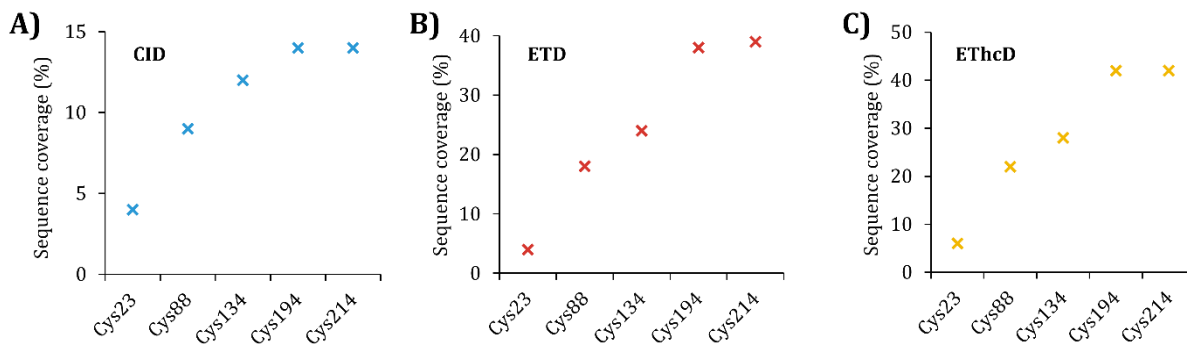 A)
CID
Sequence coverage (%)
15
10
5
0
Cys23
Cys88
Cys134
Cys194
Cys214
B)
ETD
Sequence coverage (%)
40
30
20
10
0
Cys23
Cys88
Cys134
Cys194
Cys214
C)
EThcD
Sequence coverage (%)
50
40
30
20
10
0
Cys23
Cys88
Cys134
Cys194
Cys214